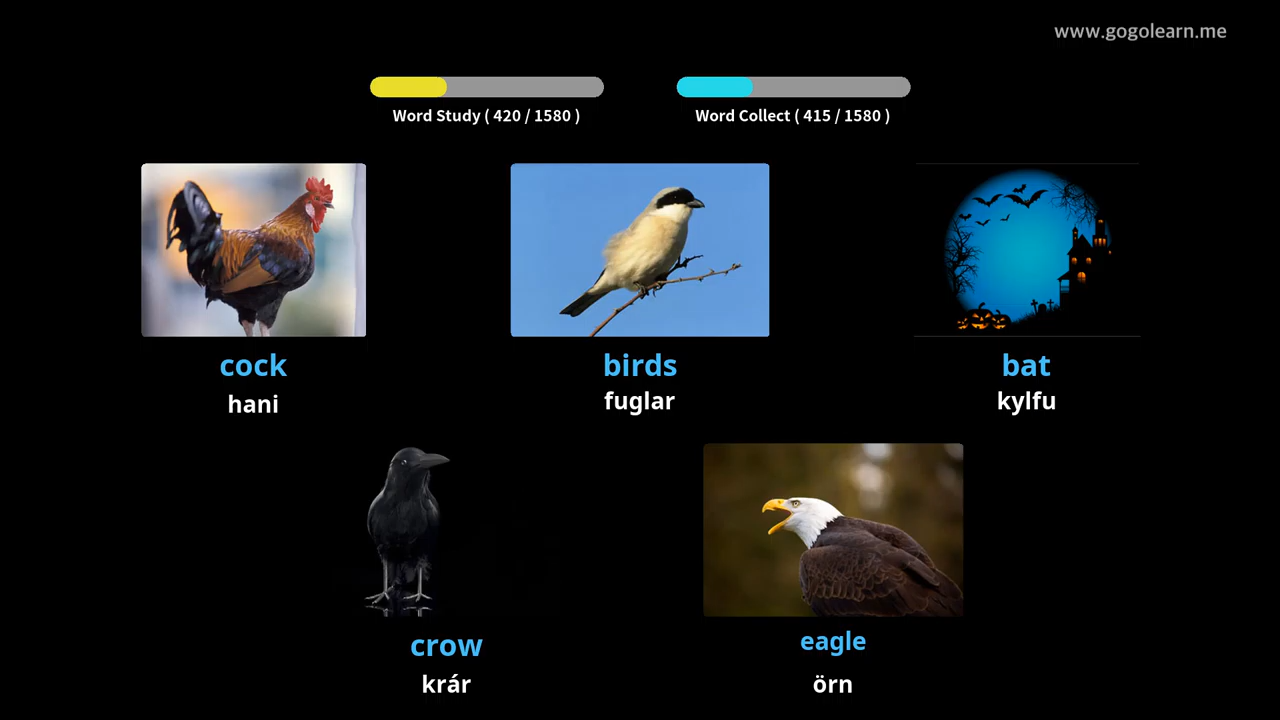 www.gogolearn.me
Word Study ( 420 / 1580 )
Word Collect ( 415 / 1580 )
cock
hani
birds
fuglar
bat
kylfu
crow
krár
eagle
örn